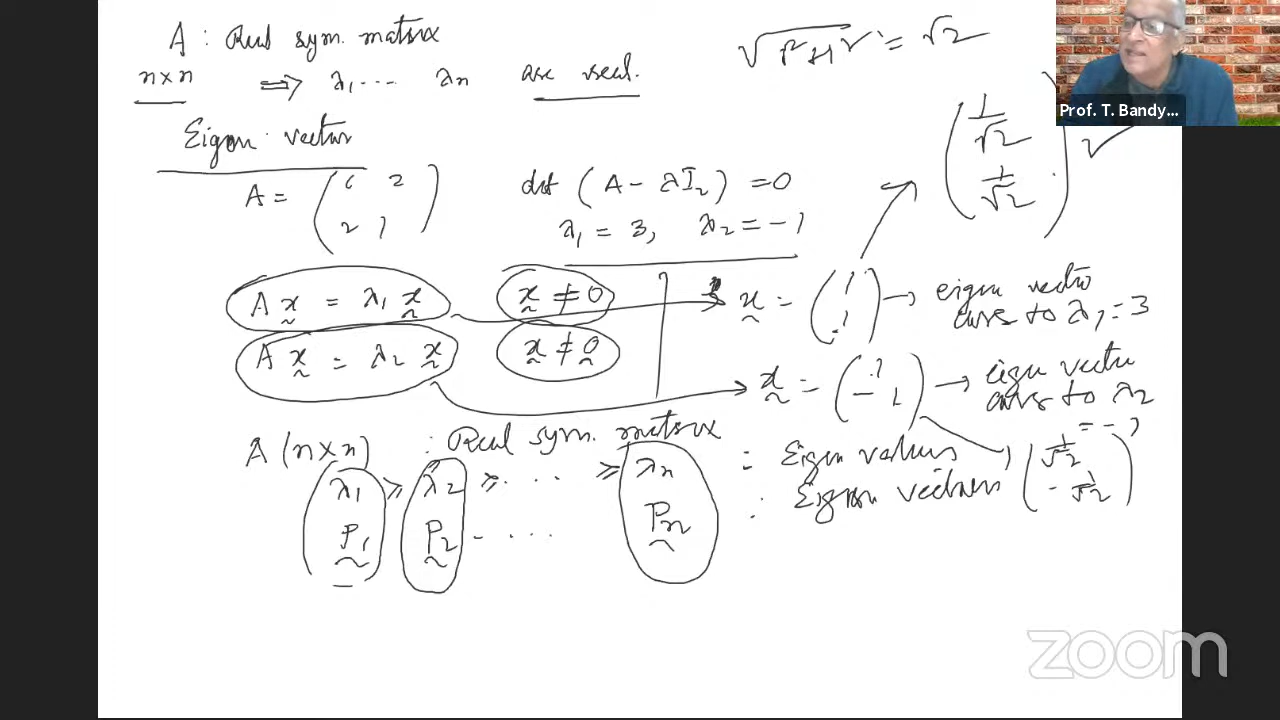 A : Real sym. matrix
n×n ⟹ λ1 ... λn are real.
√(1²+1²) = √2
Prof. T. Bandy...
Eigen vectors
A = (1 2
2 1)
det (A - λI2) = 0
λ1 = 3, λ2 = -1
(1/√2
1/√2) ✓
A x = λ1 x
x ≠ 0
x = (1
1) → eigen vector
corrs to λ1 = 3
A x = λ2 x
x ≠ 0
x = (1
-1) → eigen vector
corrs to λ2
= -1
(1/√2
-1/√2)
A (n×n) : Real sym. matrix
λ1 ≥ λ2 ≥ ... ≥ λn : Eigen values
P1 P2 ... Pn : Eigen vectors
zoom